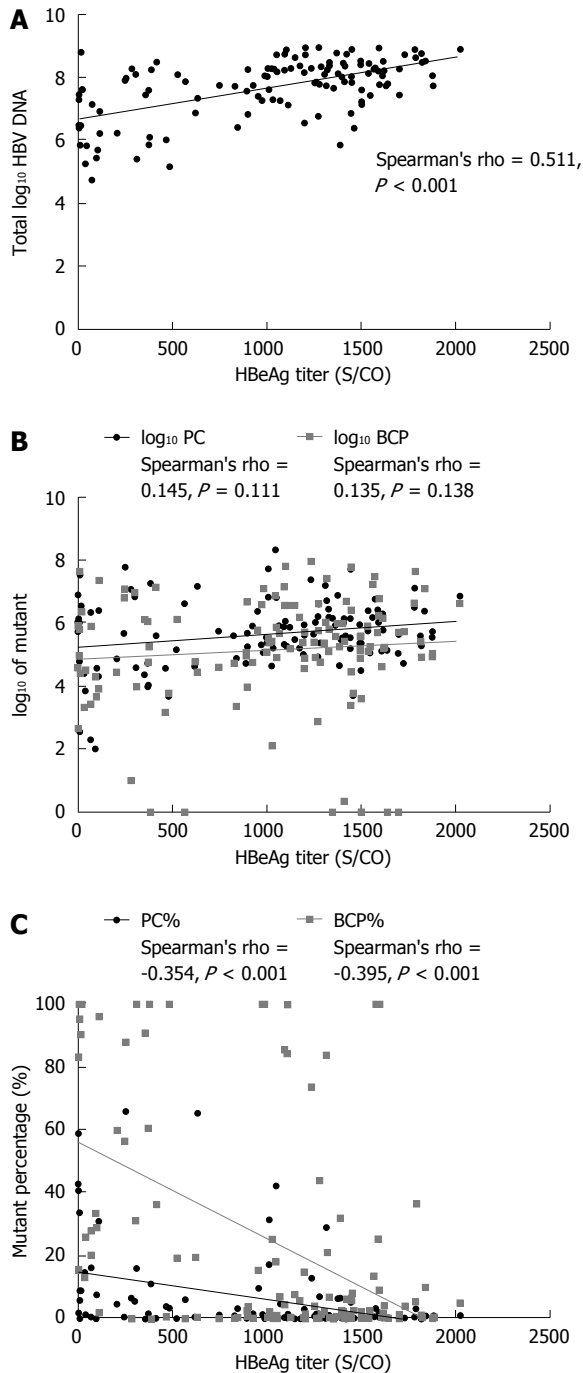 A
Total log₁₀ HBV DNA
10
8
6
4
2
0
Spearman's rho = 0.511,
P < 0.001
0 500 1000 1500 2000 2500
HBeAg titer (S/CO)
B
log₁₀ PC
Spearman's rho =
0.145, P = 0.111
log₁₀ BCP
Spearman's rho =
0.135, P = 0.138
log₁₀ of mutant
10
8
6
4
2
0
0 500 1000 1500 2000 2500
HBeAg titer (S/CO)
C
PC%
Spearman's rho =
-0.354, P < 0.001
BCP%
Spearman's rho =
-0.395, P < 0.001
Mutant percentage (%)
100
80
60
40
20
0
0 500 1000 1500 2000 2500
HBeAg titer (S/CO)